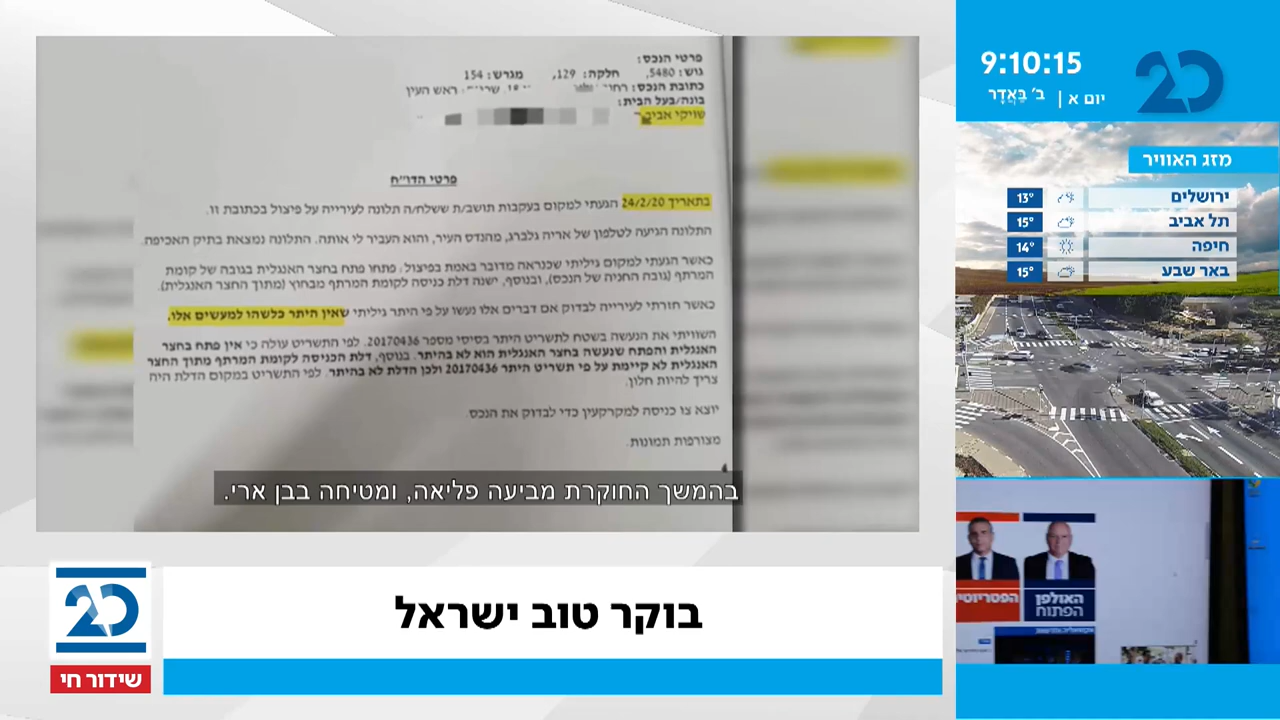 פרטי הנכס:
גוש: 5480, חלקה: 129, מגרש: 154
כתובת הנכס: ראש העין
בונה/בעל הבית:
שויקי אביב
פרטי הדו"ח
בתאריך 24/2/20 הגעתי למקום בעקבות תושב/ת ששלח/ה תלונה לעירייה על פיצול בכתובת זו.
התלונה הגיעה לטלפון של אריה גלברג, מהנדס העיר, והוא העביר לי אותה. התלונה נמצאת בתיק האכיפה.
כאשר הגעתי למקום גיליתי שכנראה מדובר באמת בפיצול: פתחו פתח בחצר האנגלית בגובה של קומת
המרתף (גובה החניה של הנכס), ובנוסף, ישנה דלת כניסה לקומת המרתף מבחוץ (מתוך החצר האנגלית).
כאשר חזרתי לעירייה לבדוק אם דברים אלו נעשו על פי היתר גיליתי שאין היתר כלשהו למעשים אלו.
השוויתי את הנעשה בשטח לתשריט היתר בסיסי מספר 20170436. לפי התשריט עולה כי אין פתח בחצר
האנגלית והפתח שנעשה בחצר האנגלית הוא לא בהיתר. בנוסף, דלת הכניסה לקומת המרתף מתוך החצר
האנגלית לא קיימת על פי תשריט היתר 20170436 ולכן הדלת לא בהיתר. לפי התשריט במקום הדלת היה
צריך להיות חלון.
יוצא צו כניסה למקרקעין כדי לבדוק את הנכס.
מצורפות תמונות.
בהמשך החוקרת מביעה פליאה, ומטיחה בבן ארי.
20
בוקר טוב ישראל
שידור חי
9:10:15
20
יום א | ב' בַּאֲדָר
מזג האוויר
ירושלים 13°
תל אביב 15°
חיפה 14°
באר שבע 15°
האולפן
הפתוח
הפטריוטים